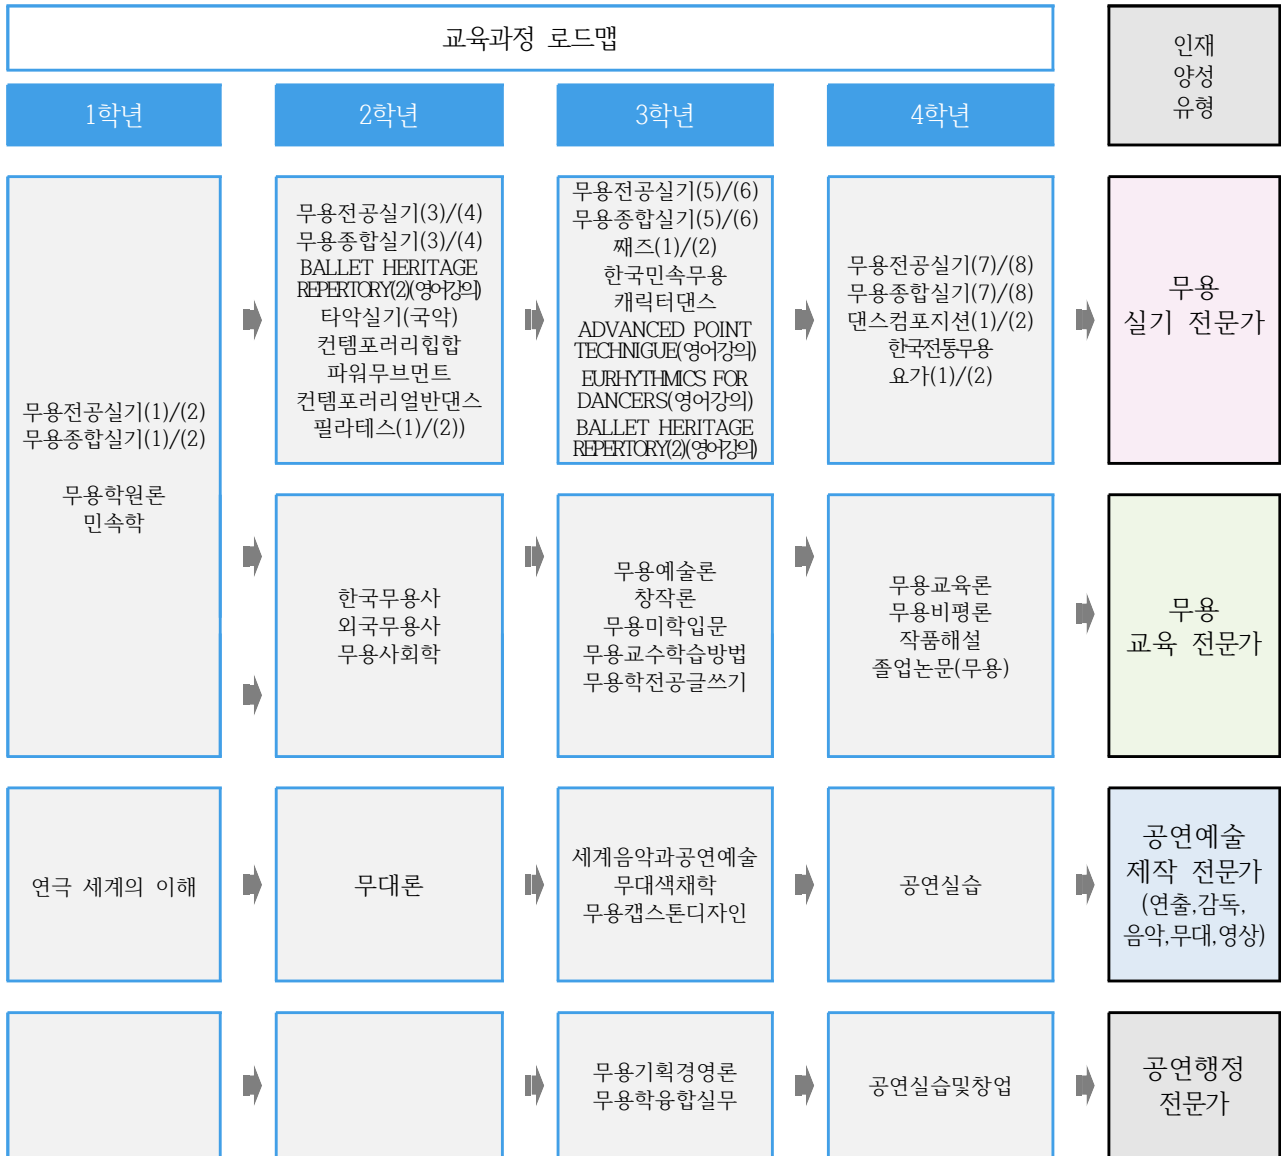 교육과정 로드맵
인재
양성
유형
1학년
2학년
3학년
4학년
무용전공실기(1)/(2)
무용종합실기(1)/(2)
무용학원론
민속학
무용전공실기(3)/(4)
무용종합실기(3)/(4)
BALLET HERITAGE
REPERTORY(2)(영어강의)
타악실기(국악)
컨템포러리힙합
파워무브먼트
컨템포러리얼반댄스
필라테스(1)/(2))
무용전공실기(5)/(6)
무용종합실기(5)/(6)
째즈(1)/(2)
한국민속무용
캐릭터댄스
ADVANCED POINT
TECHNIGUE(영어강의)
EURHYTHMICS FOR
DANCERS(영어강의)
BALLET HERITAGE
REPERTORY(2)(영어강의)
무용전공실기(7)/(8)
무용종합실기(7)/(8)
댄스컴포지션(1)/(2)
한국전통무용
요가(1)/(2)
무용
실기 전문가
한국무용사
외국무용사
무용사회학
무용예술론
창작론
무용미학입문
무용교수학습방법
무용학전공글쓰기
무용교육론
무용비평론
작품해설
졸업논문(무용)
무용
교육 전문가
연극 세계의 이해
무대론
세계음악과공연예술
무대색채학
무용캡스톤디자인
공연실습
공연예술
제작 전문가
(연출,감독,
음악,무대,영상)
무용기획경영론
무용학융합실무
공연실습및창업
공연행정
전문가